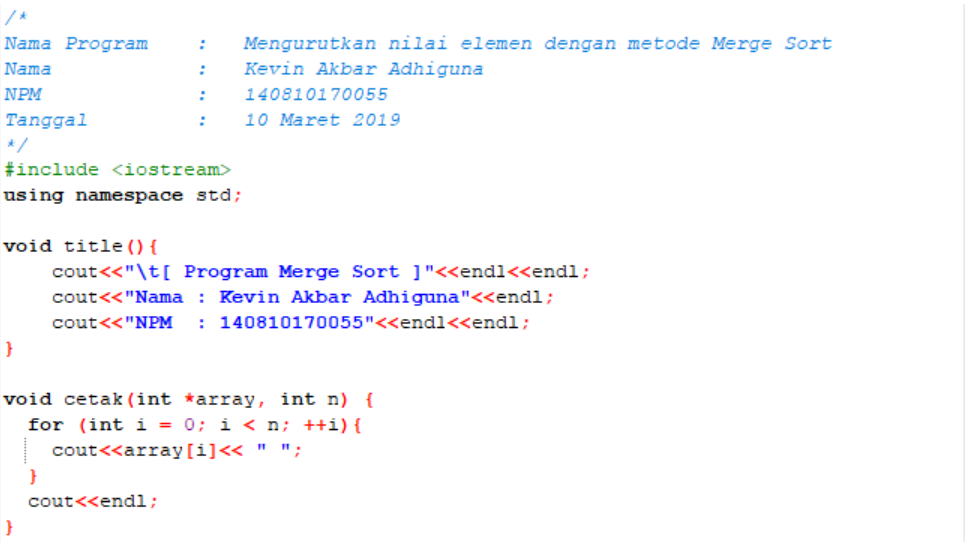 /*
Nama Program    :   Mengurutkan nilai elemen dengan metode Merge Sort
Nama            :   Kevin Akbar Adhiguna
NPM             :   140810170055
Tanggal         :   10 Maret 2019
*/
#include <iostream>
using namespace std;

void title(){
    cout<<"\t[ Program Merge Sort ]"<<endl<<endl;
    cout<<"Nama : Kevin Akbar Adhiguna"<<endl;
    cout<<"NPM  : 140810170055"<<endl<<endl;
}

void cetak(int *array, int n) {
  for (int i = 0; i < n; ++i){
    cout<<array[i]<< " ";
  }
  cout<<endl;
}